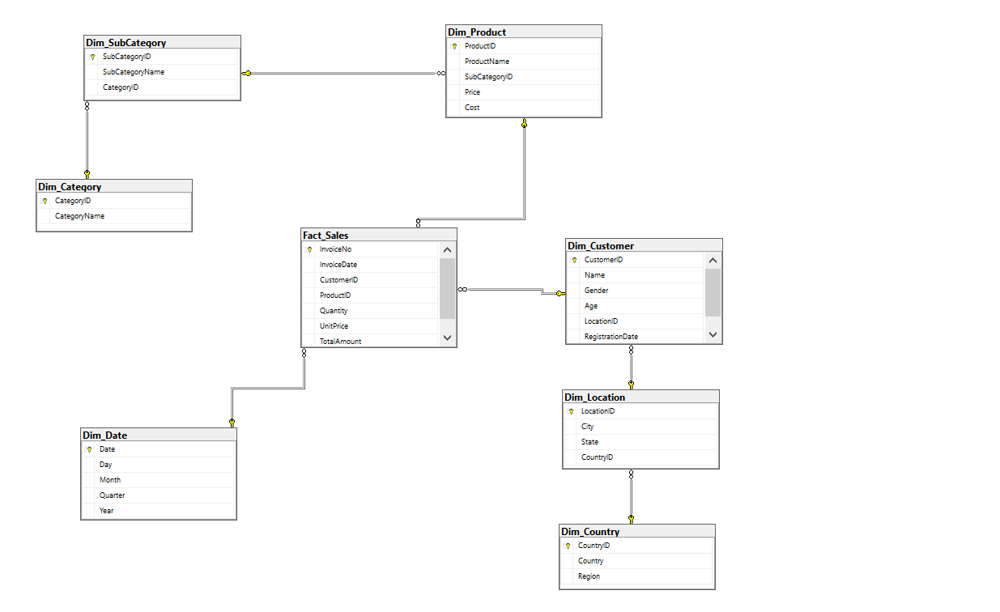 Dim_SubCategory
SubCategoryID
SubCategoryName
CategoryID
Dim_Product
ProductID
ProductName
SubCategoryID
Price
Cost
Dim_Category
CategoryID
CategoryName
Fact_Sales
InvoiceNo
InvoiceDate
CustomerID
ProductID
Quantity
UnitPrice
TotalAmount
Dim_Customer
CustomerID
Name
Gender
Age
LocationID
RegistrationDate
Dim_Location
LocationID
City
State
CountryID
Dim_Date
Date
Day
Month
Quarter
Year
Dim_Country
CountryID
Country
Region